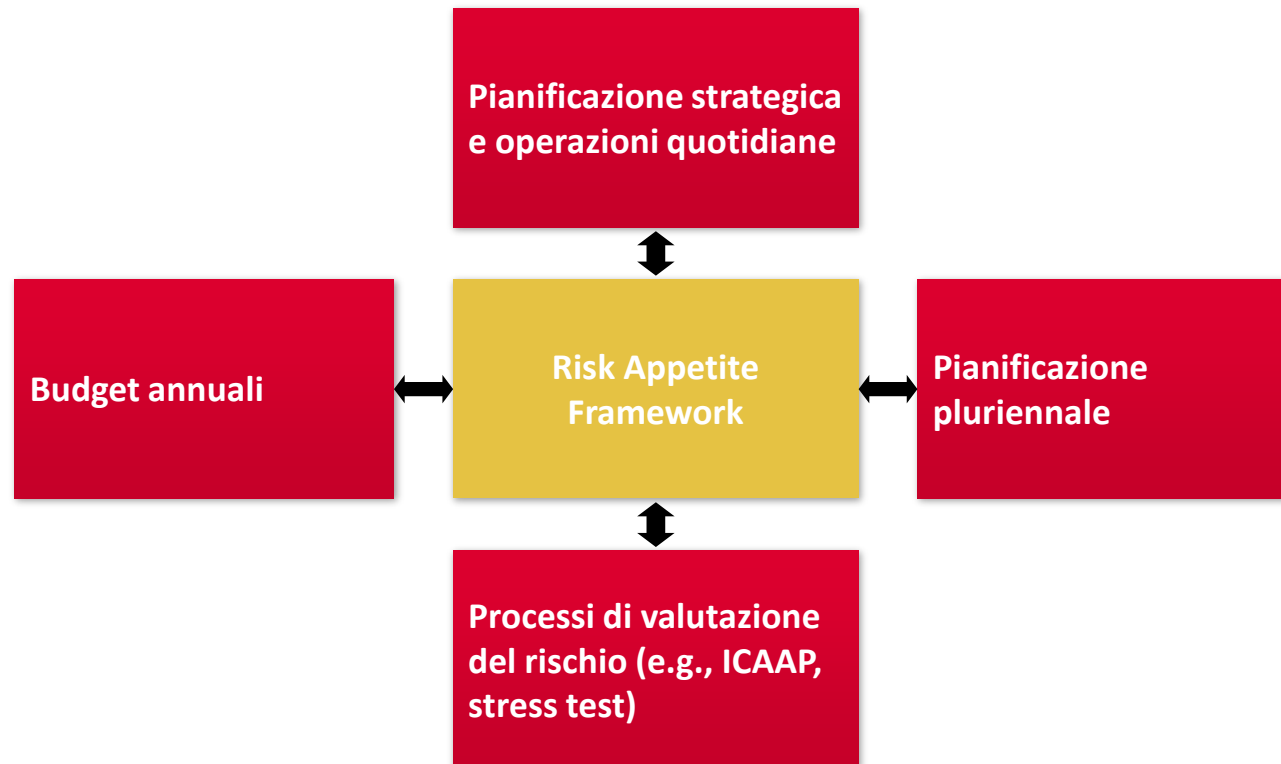 Pianificazione strategica
e operazioni quotidiane
Budget annuali
Risk Appetite
Framework
Pianificazione
pluriennale
Processi di valutazione
del rischio (e.g., ICAAP,
stress test)